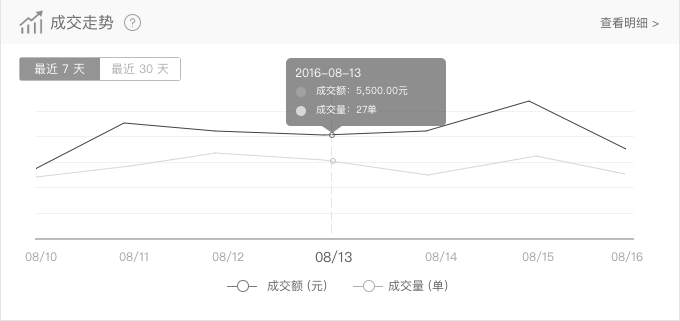 成交走势 ?
查看明细 >
最近 7 天
最近 30 天
2016-08-13
成交额：5,500.00元
成交量：27单
08/10
08/11
08/12
08/13
08/14
08/15
08/16
成交额 (元)
成交量 (单)